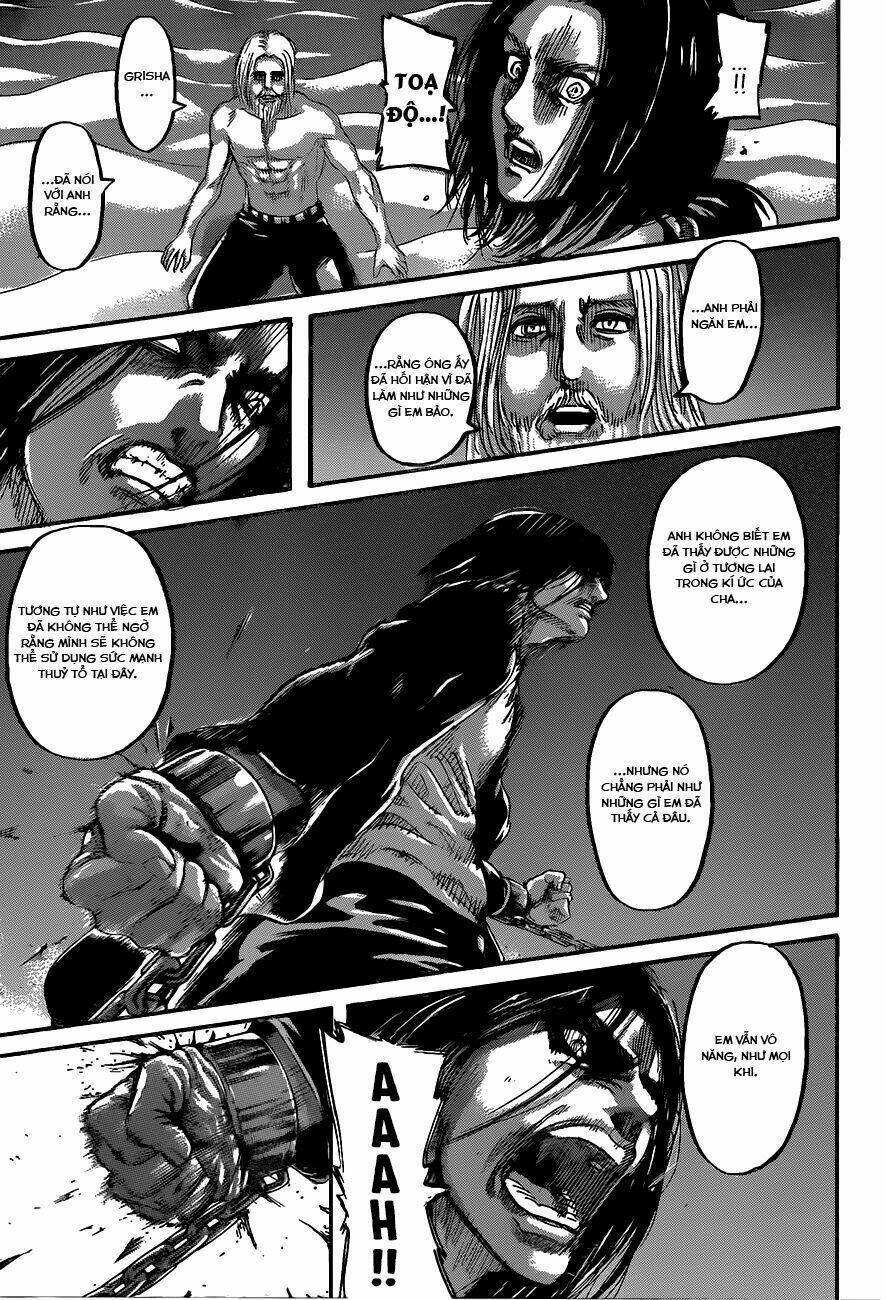 ...!!
TOẠ
ĐỘ...!
GRISHA
...
...ĐÃ NÓI
VỚI ANH
RẰNG...
...ANH PHẢI
NGĂN EM...
...RẰNG ÔNG ẤY
ĐÃ HỐI HẬN VÌ ĐÃ
LÀM NHƯ NHỮNG
GÌ EM BẢO.
ANH KHÔNG BIẾT EM
ĐÃ THẤY ĐƯỢC NHỮNG
GÌ Ở TƯƠNG LAI
TRONG KÍ ỨC CỦA
CHA...
...NHƯNG NÓ
CHẲNG PHẢI NHƯ
NHỮNG GÌ EM ĐÃ
THẤY CẢ ĐÂU.
TƯƠNG TỰ NHƯ VIỆC EM
ĐÃ KHÔNG THỂ NGỜ
RẰNG MÌNH SẼ KHÔNG
THỂ SỬ DỤNG SỨC MẠNH
THUỶ TỔ TẠI ĐÂY.
EM VẪN VÔ
NĂNG, NHƯ MỌI
KHI.
AAAH!!